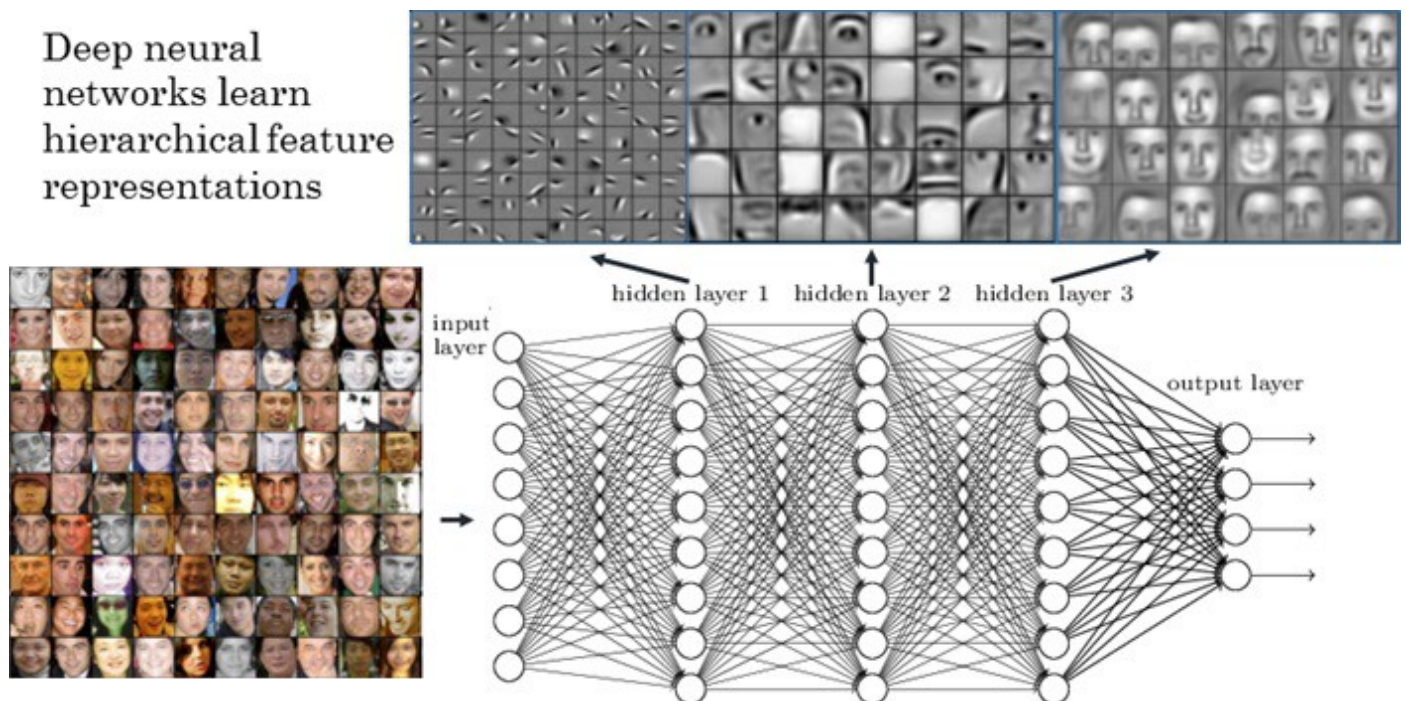 Deep neural
networks learn
hierarchical feature
representations
hidden layer 1 hidden layer 2 hidden layer 3
input
layer
output layer